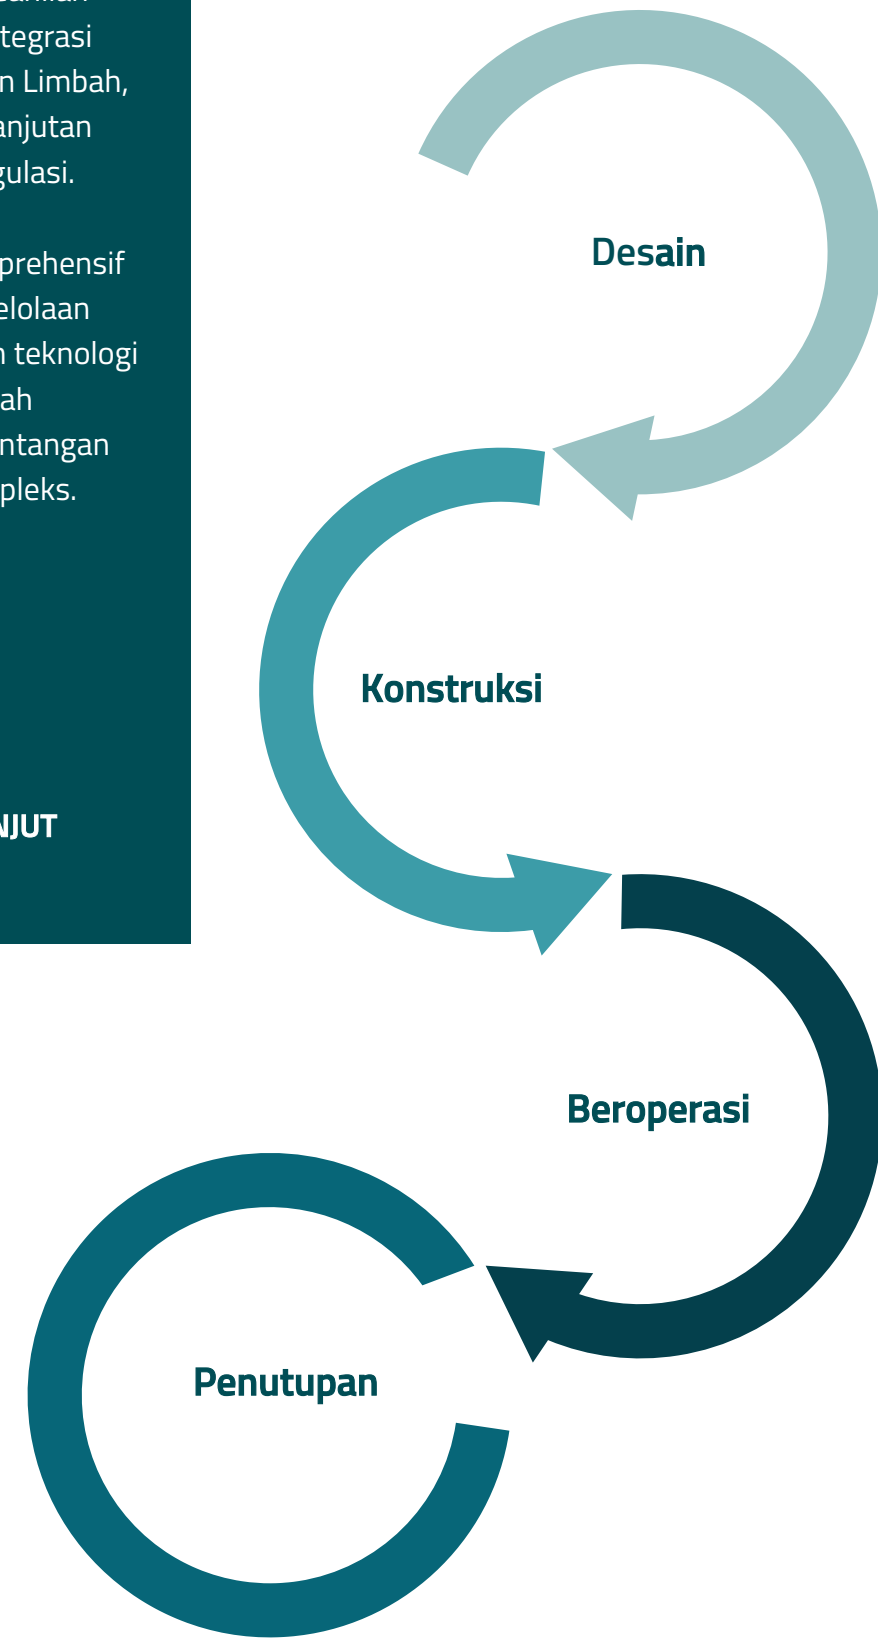 tegrasi
n Limbah,
anjutan
gulasi.
prehensif
elolaan
n teknologi
ah
ntangan
pleks.
NJUT
Desain
Konstruksi
Beroperasi
Penutupan